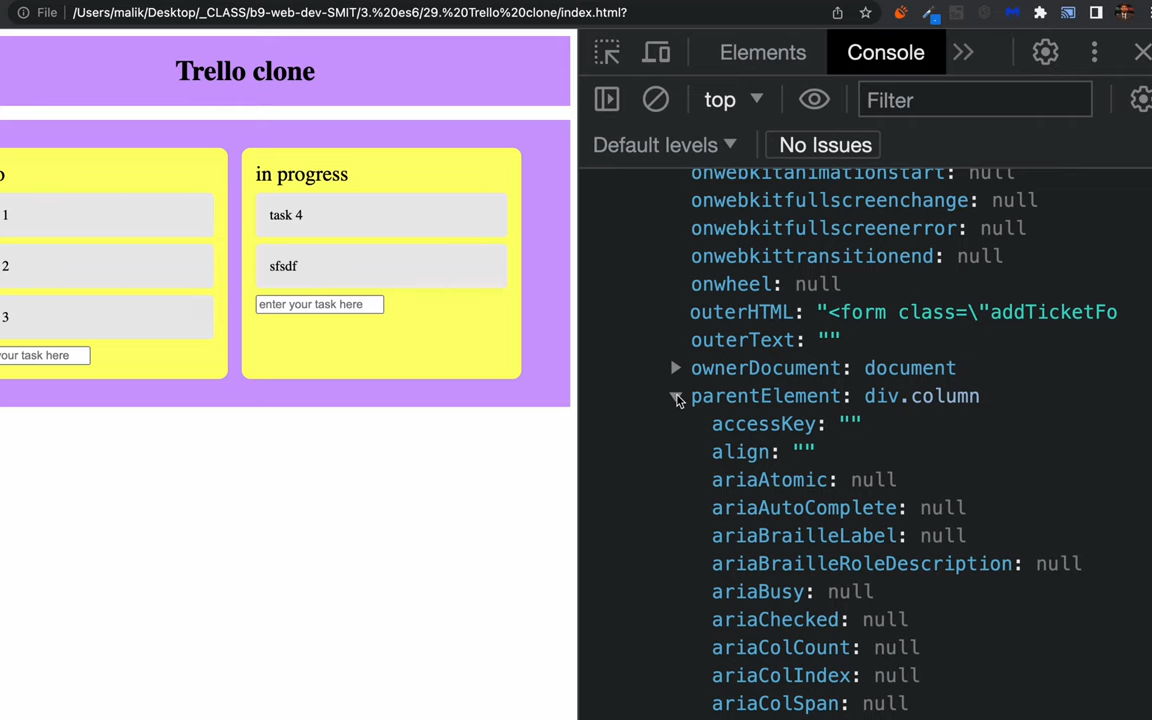 File /Users/malik/Desktop/_CLASS/b9-web-dev-SMIT/3.%20es6/29.%20Trello%20clone/index.html?
Trello clone
o
1
2
3
your task here
in progress
task 4
sfsdf
enter your task here
Elements Console
top Filter
Default levels No Issues
onwebkitanimationstart: null
onwebkitfullscreenchange: null
onwebkitfullscreenerror: null
onwebkittransitionend: null
onwheel: null
outerHTML: "<form class=\"addTicketFo
outerText: ""
ownerDocument: document
parentElement: div.column
accessKey: ""
align: ""
ariaAtomic: null
ariaAutoComplete: null
ariaBrailleLabel: null
ariaBrailleRoleDescription: null
ariaBusy: null
ariaChecked: null
ariaColCount: null
ariaColIndex: null
ariaColSpan: null